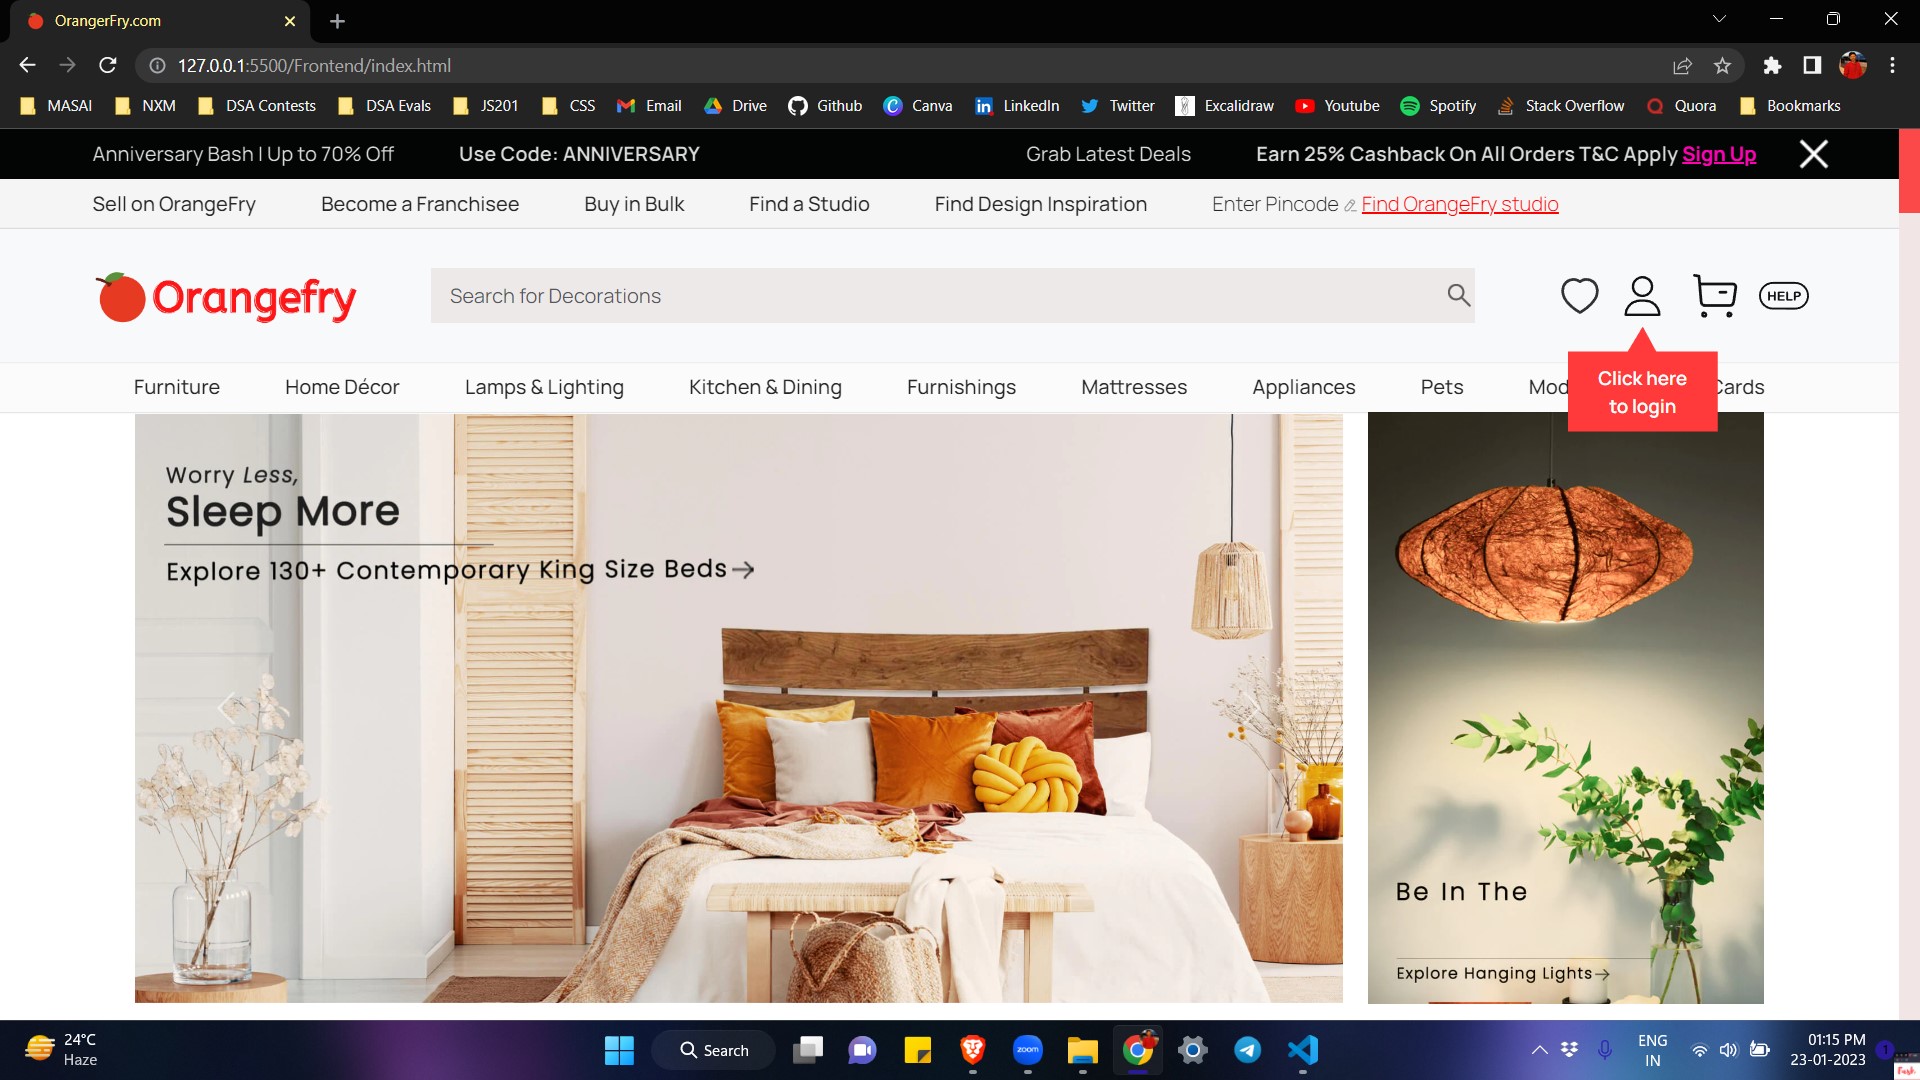 OrangerFry.com
127.0.0.1:5500/Frontend/index.html
MASAI NXM DSA Contests DSA Evals JS201 CSS Email Drive Github Canva LinkedIn Twitter Excalidraw Youtube Spotify Stack Overflow Quora Bookmarks
Anniversary Bash | Up to 70% Off Use Code: ANNIVERSARY Grab Latest Deals Earn 25% Cashback On All Orders T&C Apply Sign Up
Sell on OrangeFry Become a Franchisee Buy in Bulk Find a Studio Find Design Inspiration Enter Pincode Find OrangeFry studio
Orangefry Search for Decorations HELP
Furniture Home Décor Lamps & Lighting Kitchen & Dining Furnishings Mattresses Appliances Pets Mod Cards
Click here
to login
Worry Less,
Sleep More
Explore 130+ Contemporary King Size Beds→
Be In The
Explore Hanging Lights→
24°C
Haze
Search
zoom
ENG
IN
01:15 PM
23-01-2023
1